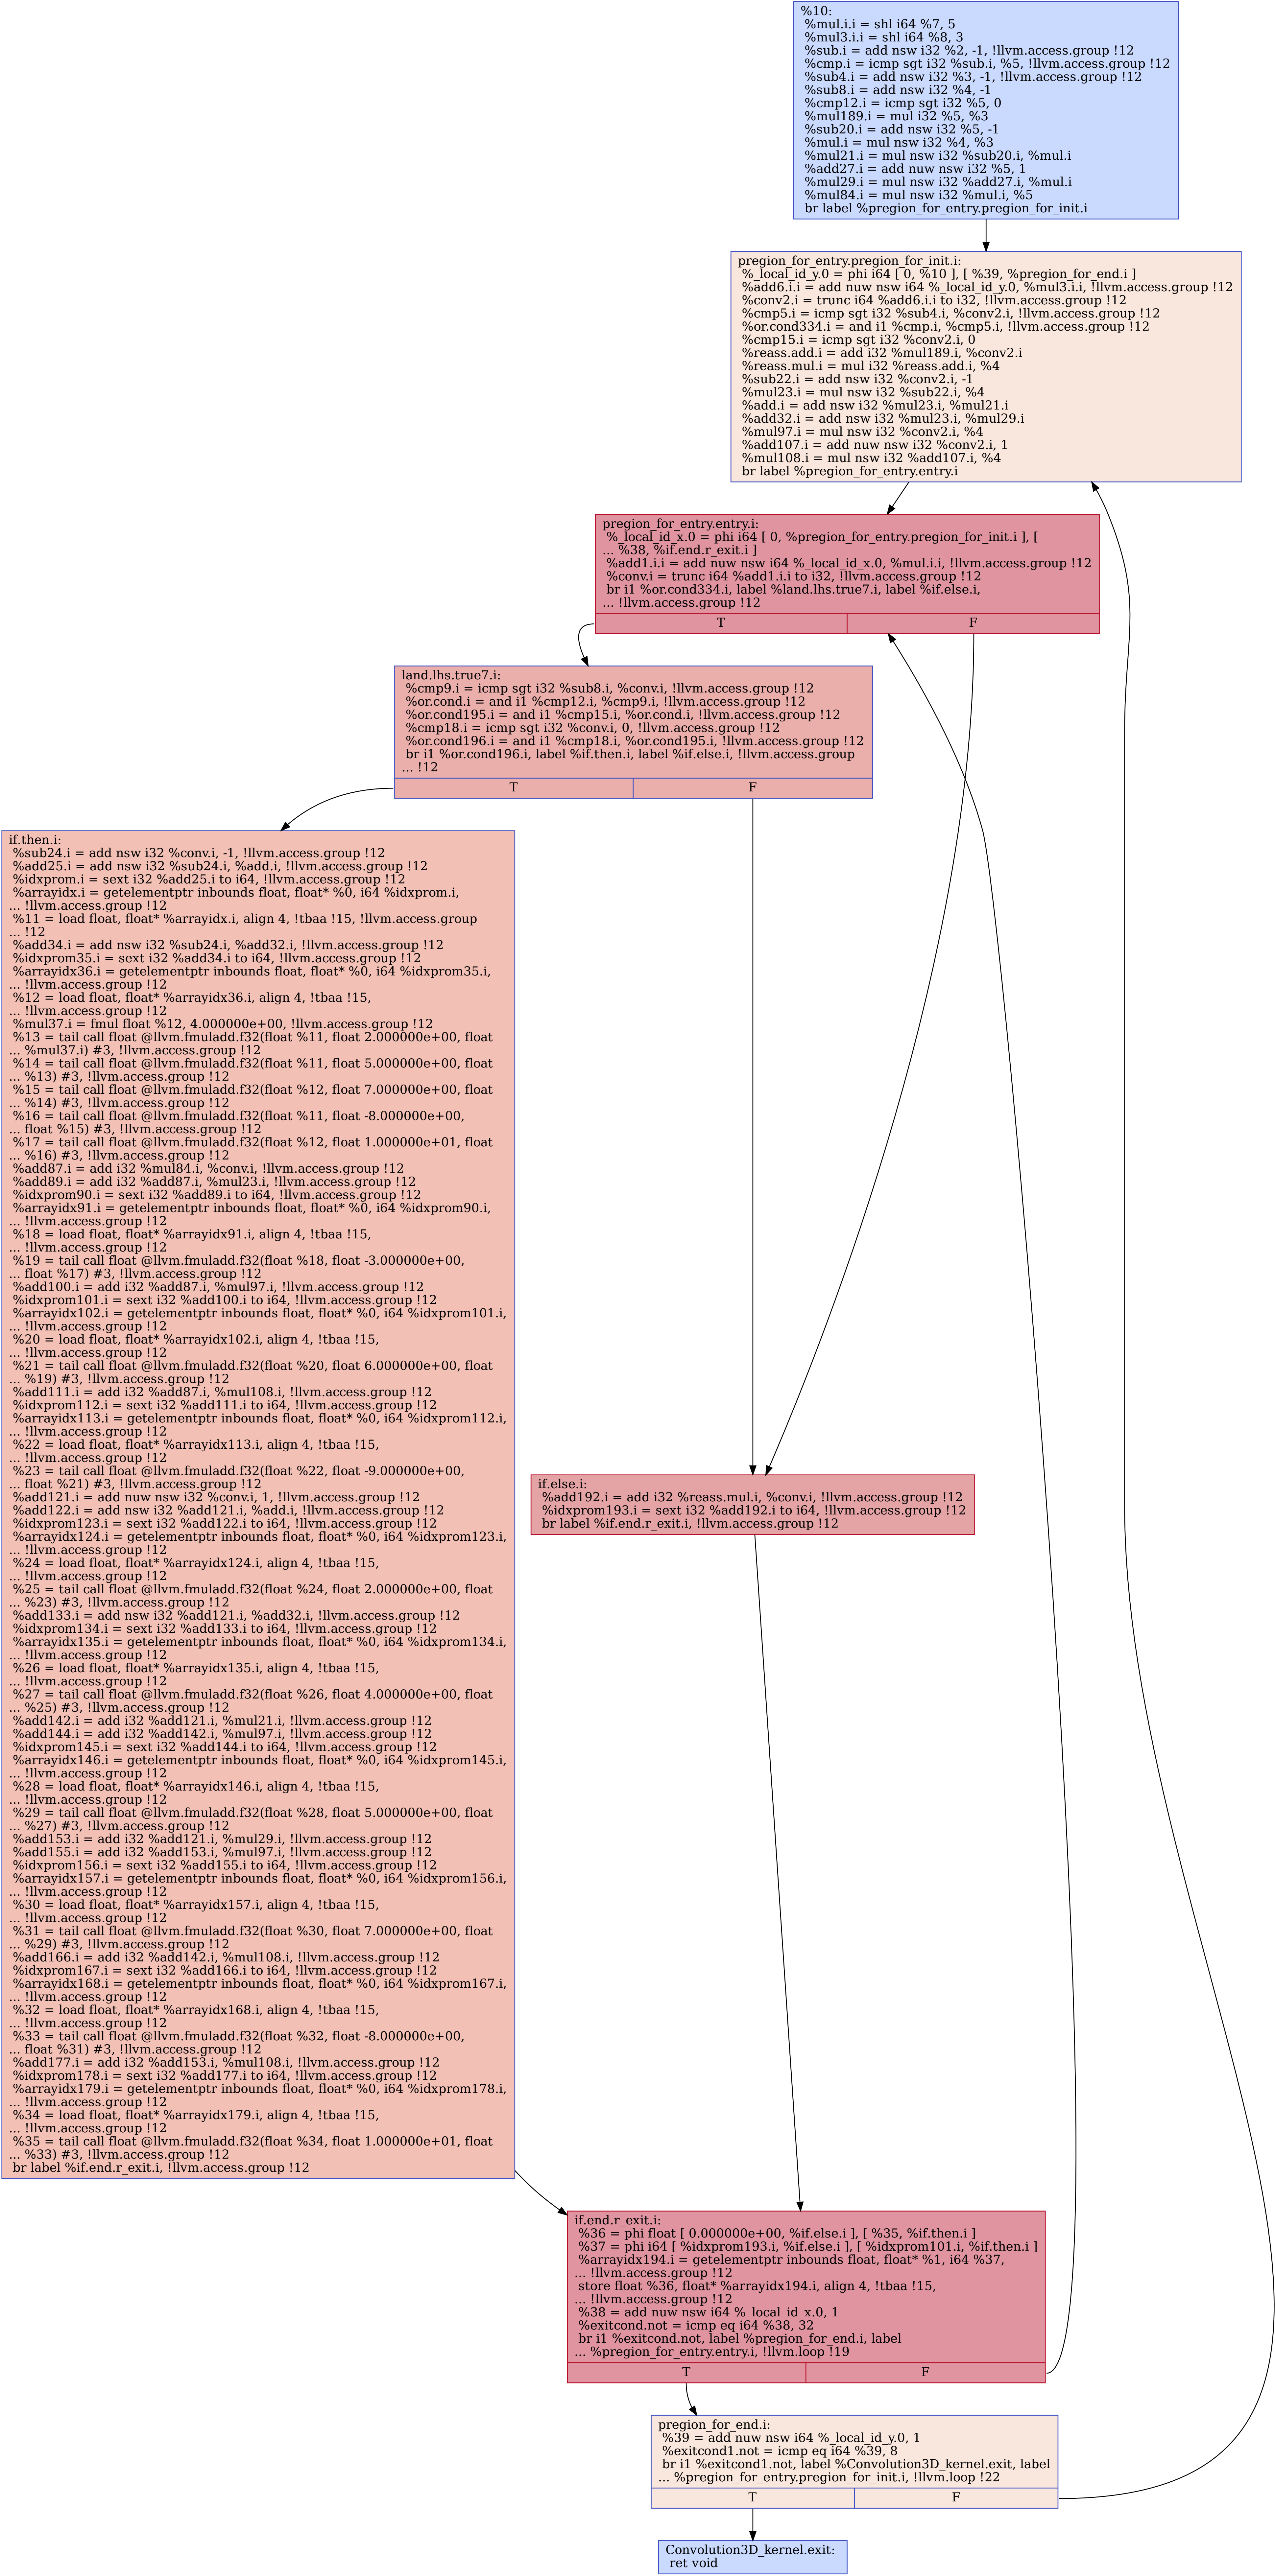 %10:
%mul.i.i = shl i64 %7, 5
%mul3.i.i = shl i64 %8, 3
%sub.i = add nsw i32 %2, -1, !llvm.access.group !12
%cmp.i = icmp sgt i32 %sub.i, %5, !llvm.access.group !12
%sub4.i = add nsw i32 %3, -1, !llvm.access.group !12
%sub8.i = add nsw i32 %4, -1
%cmp12.i = icmp sgt i32 %5, 0
%mul189.i = mul i32 %5, %3
%sub20.i = add nsw i32 %5, -1
%mul.i = mul nsw i32 %4, %3
%mul21.i = mul nsw i32 %sub20.i, %mul.i
%add27.i = add nuw nsw i32 %5, 1
%mul29.i = mul nsw i32 %add27.i, %mul.i
%mul84.i = mul nsw i32 %mul.i, %5
br label %pregion_for_entry.pregion_for_init.i
pregion_for_entry.pregion_for_init.i:
%_local_id_y.0 = phi i64 [ 0, %10 ], [ %39, %pregion_for_end.i ]
%add6.i.i = add nuw nsw i64 %_local_id_y.0, %mul3.i.i, !llvm.access.group !12
%conv2.i = trunc i64 %add6.i.i to i32, !llvm.access.group !12
%cmp5.i = icmp sgt i32 %sub4.i, %conv2.i, !llvm.access.group !12
%or.cond334.i = and i1 %cmp.i, %cmp5.i, !llvm.access.group !12
%cmp15.i = icmp sgt i32 %conv2.i, 0
%reass.add.i = add i32 %mul189.i, %conv2.i
%reass.mul.i = mul i32 %reass.add.i, %4
%sub22.i = add nsw i32 %conv2.i, -1
%mul23.i = mul nsw i32 %sub22.i, %4
%add.i = add nsw i32 %mul23.i, %mul21.i
%add32.i = add nsw i32 %mul23.i, %mul29.i
%mul97.i = mul nsw i32 %conv2.i, %4
%add107.i = add nuw nsw i32 %conv2.i, 1
%mul108.i = mul nsw i32 %add107.i, %4
br label %pregion_for_entry.entry.i
pregion_for_entry.entry.i:
%_local_id_x.0 = phi i64 [ 0, %pregion_for_entry.pregion_for_init.i ], [
... %38, %if.end.r_exit.i ]
%add1.i.i = add nuw nsw i64 %_local_id_x.0, %mul.i.i, !llvm.access.group !12
%conv.i = trunc i64 %add1.i.i to i32, !llvm.access.group !12
br i1 %or.cond334.i, label %land.lhs.true7.i, label %if.else.i,
... !llvm.access.group !12
T F
land.lhs.true7.i:
%cmp9.i = icmp sgt i32 %sub8.i, %conv.i, !llvm.access.group !12
%or.cond.i = and i1 %cmp12.i, %cmp9.i, !llvm.access.group !12
%or.cond195.i = and i1 %cmp15.i, %or.cond.i, !llvm.access.group !12
%cmp18.i = icmp sgt i32 %conv.i, 0, !llvm.access.group !12
%or.cond196.i = and i1 %cmp18.i, %or.cond195.i, !llvm.access.group !12
br i1 %or.cond196.i, label %if.then.i, label %if.else.i, !llvm.access.group
... !12
T F
if.then.i:
%sub24.i = add nsw i32 %conv.i, -1, !llvm.access.group !12
%add25.i = add nsw i32 %sub24.i, %add.i, !llvm.access.group !12
%idxprom.i = sext i32 %add25.i to i64, !llvm.access.group !12
%arrayidx.i = getelementptr inbounds float, float* %0, i64 %idxprom.i,
... !llvm.access.group !12
%11 = load float, float* %arrayidx.i, align 4, !tbaa !15, !llvm.access.group
... !12
%add34.i = add nsw i32 %sub24.i, %add32.i, !llvm.access.group !12
%idxprom35.i = sext i32 %add34.i to i64, !llvm.access.group !12
%arrayidx36.i = getelementptr inbounds float, float* %0, i64 %idxprom35.i,
... !llvm.access.group !12
%12 = load float, float* %arrayidx36.i, align 4, !tbaa !15,
... !llvm.access.group !12
%mul37.i = fmul float %12, 4.000000e+00, !llvm.access.group !12
%13 = tail call float @llvm.fmuladd.f32(float %11, float 2.000000e+00, float
... %mul37.i) #3, !llvm.access.group !12
%14 = tail call float @llvm.fmuladd.f32(float %11, float 5.000000e+00, float
... %13) #3, !llvm.access.group !12
%15 = tail call float @llvm.fmuladd.f32(float %12, float 7.000000e+00, float
... %14) #3, !llvm.access.group !12
%16 = tail call float @llvm.fmuladd.f32(float %11, float -8.000000e+00,
... float %15) #3, !llvm.access.group !12
%17 = tail call float @llvm.fmuladd.f32(float %12, float 1.000000e+01, float
... %16) #3, !llvm.access.group !12
%add87.i = add i32 %mul84.i, %conv.i, !llvm.access.group !12
%add89.i = add i32 %add87.i, %mul23.i, !llvm.access.group !12
%idxprom90.i = sext i32 %add89.i to i64, !llvm.access.group !12
%arrayidx91.i = getelementptr inbounds float, float* %0, i64 %idxprom90.i,
... !llvm.access.group !12
%18 = load float, float* %arrayidx91.i, align 4, !tbaa !15,
... !llvm.access.group !12
%19 = tail call float @llvm.fmuladd.f32(float %18, float -3.000000e+00,
... float %17) #3, !llvm.access.group !12
%add100.i = add i32 %add87.i, %mul97.i, !llvm.access.group !12
%idxprom101.i = sext i32 %add100.i to i64, !llvm.access.group !12
%arrayidx102.i = getelementptr inbounds float, float* %0, i64 %idxprom101.i,
... !llvm.access.group !12
%20 = load float, float* %arrayidx102.i, align 4, !tbaa !15,
... !llvm.access.group !12
%21 = tail call float @llvm.fmuladd.f32(float %20, float 6.000000e+00, float
... %19) #3, !llvm.access.group !12
%add111.i = add i32 %add87.i, %mul108.i, !llvm.access.group !12
%idxprom112.i = sext i32 %add111.i to i64, !llvm.access.group !12
%arrayidx113.i = getelementptr inbounds float, float* %0, i64 %idxprom112.i,
... !llvm.access.group !12
%22 = load float, float* %arrayidx113.i, align 4, !tbaa !15,
... !llvm.access.group !12
%23 = tail call float @llvm.fmuladd.f32(float %22, float -9.000000e+00,
... float %21) #3, !llvm.access.group !12
%add121.i = add nuw nsw i32 %conv.i, 1, !llvm.access.group !12
%add122.i = add nsw i32 %add121.i, %add.i, !llvm.access.group !12
%idxprom123.i = sext i32 %add122.i to i64, !llvm.access.group !12
%arrayidx124.i = getelementptr inbounds float, float* %0, i64 %idxprom123.i,
... !llvm.access.group !12
%24 = load float, float* %arrayidx124.i, align 4, !tbaa !15,
... !llvm.access.group !12
%25 = tail call float @llvm.fmuladd.f32(float %24, float 2.000000e+00, float
... %23) #3, !llvm.access.group !12
%add133.i = add nsw i32 %add121.i, %add32.i, !llvm.access.group !12
%idxprom134.i = sext i32 %add133.i to i64, !llvm.access.group !12
%arrayidx135.i = getelementptr inbounds float, float* %0, i64 %idxprom134.i,
... !llvm.access.group !12
%26 = load float, float* %arrayidx135.i, align 4, !tbaa !15,
... !llvm.access.group !12
%27 = tail call float @llvm.fmuladd.f32(float %26, float 4.000000e+00, float
... %25) #3, !llvm.access.group !12
%add142.i = add i32 %add121.i, %mul21.i, !llvm.access.group !12
%add144.i = add i32 %add142.i, %mul97.i, !llvm.access.group !12
%idxprom145.i = sext i32 %add144.i to i64, !llvm.access.group !12
%arrayidx146.i = getelementptr inbounds float, float* %0, i64 %idxprom145.i,
... !llvm.access.group !12
%28 = load float, float* %arrayidx146.i, align 4, !tbaa !15,
... !llvm.access.group !12
%29 = tail call float @llvm.fmuladd.f32(float %28, float 5.000000e+00, float
... %27) #3, !llvm.access.group !12
%add153.i = add i32 %add121.i, %mul29.i, !llvm.access.group !12
%add155.i = add i32 %add153.i, %mul97.i, !llvm.access.group !12
%idxprom156.i = sext i32 %add155.i to i64, !llvm.access.group !12
%arrayidx157.i = getelementptr inbounds float, float* %0, i64 %idxprom156.i,
... !llvm.access.group !12
%30 = load float, float* %arrayidx157.i, align 4, !tbaa !15,
... !llvm.access.group !12
%31 = tail call float @llvm.fmuladd.f32(float %30, float 7.000000e+00, float
... %29) #3, !llvm.access.group !12
%add166.i = add i32 %add142.i, %mul108.i, !llvm.access.group !12
%idxprom167.i = sext i32 %add166.i to i64, !llvm.access.group !12
%arrayidx168.i = getelementptr inbounds float, float* %0, i64 %idxprom167.i,
... !llvm.access.group !12
%32 = load float, float* %arrayidx168.i, align 4, !tbaa !15,
... !llvm.access.group !12
%33 = tail call float @llvm.fmuladd.f32(float %32, float -8.000000e+00,
... float %31) #3, !llvm.access.group !12
%add177.i = add i32 %add153.i, %mul108.i, !llvm.access.group !12
%idxprom178.i = sext i32 %add177.i to i64, !llvm.access.group !12
%arrayidx179.i = getelementptr inbounds float, float* %0, i64 %idxprom178.i,
... !llvm.access.group !12
%34 = load float, float* %arrayidx179.i, align 4, !tbaa !15,
... !llvm.access.group !12
%35 = tail call float @llvm.fmuladd.f32(float %34, float 1.000000e+01, float
... %33) #3, !llvm.access.group !12
br label %if.end.r_exit.i, !llvm.access.group !12
if.else.i:
%add192.i = add i32 %reass.mul.i, %conv.i, !llvm.access.group !12
%idxprom193.i = sext i32 %add192.i to i64, !llvm.access.group !12
br label %if.end.r_exit.i, !llvm.access.group !12
if.end.r_exit.i:
%36 = phi float [ 0.000000e+00, %if.else.i ], [ %35, %if.then.i ]
%37 = phi i64 [ %idxprom193.i, %if.else.i ], [ %idxprom101.i, %if.then.i ]
%arrayidx194.i = getelementptr inbounds float, float* %1, i64 %37,
... !llvm.access.group !12
store float %36, float* %arrayidx194.i, align 4, !tbaa !15,
... !llvm.access.group !12
%38 = add nuw nsw i64 %_local_id_x.0, 1
%exitcond.not = icmp eq i64 %38, 32
br i1 %exitcond.not, label %pregion_for_end.i, label
... %pregion_for_entry.entry.i, !llvm.loop !19
T F
pregion_for_end.i:
%39 = add nuw nsw i64 %_local_id_y.0, 1
%exitcond1.not = icmp eq i64 %39, 8
br i1 %exitcond1.not, label %Convolution3D_kernel.exit, label
... %pregion_for_entry.pregion_for_init.i, !llvm.loop !22
T F
Convolution3D_kernel.exit:
ret void